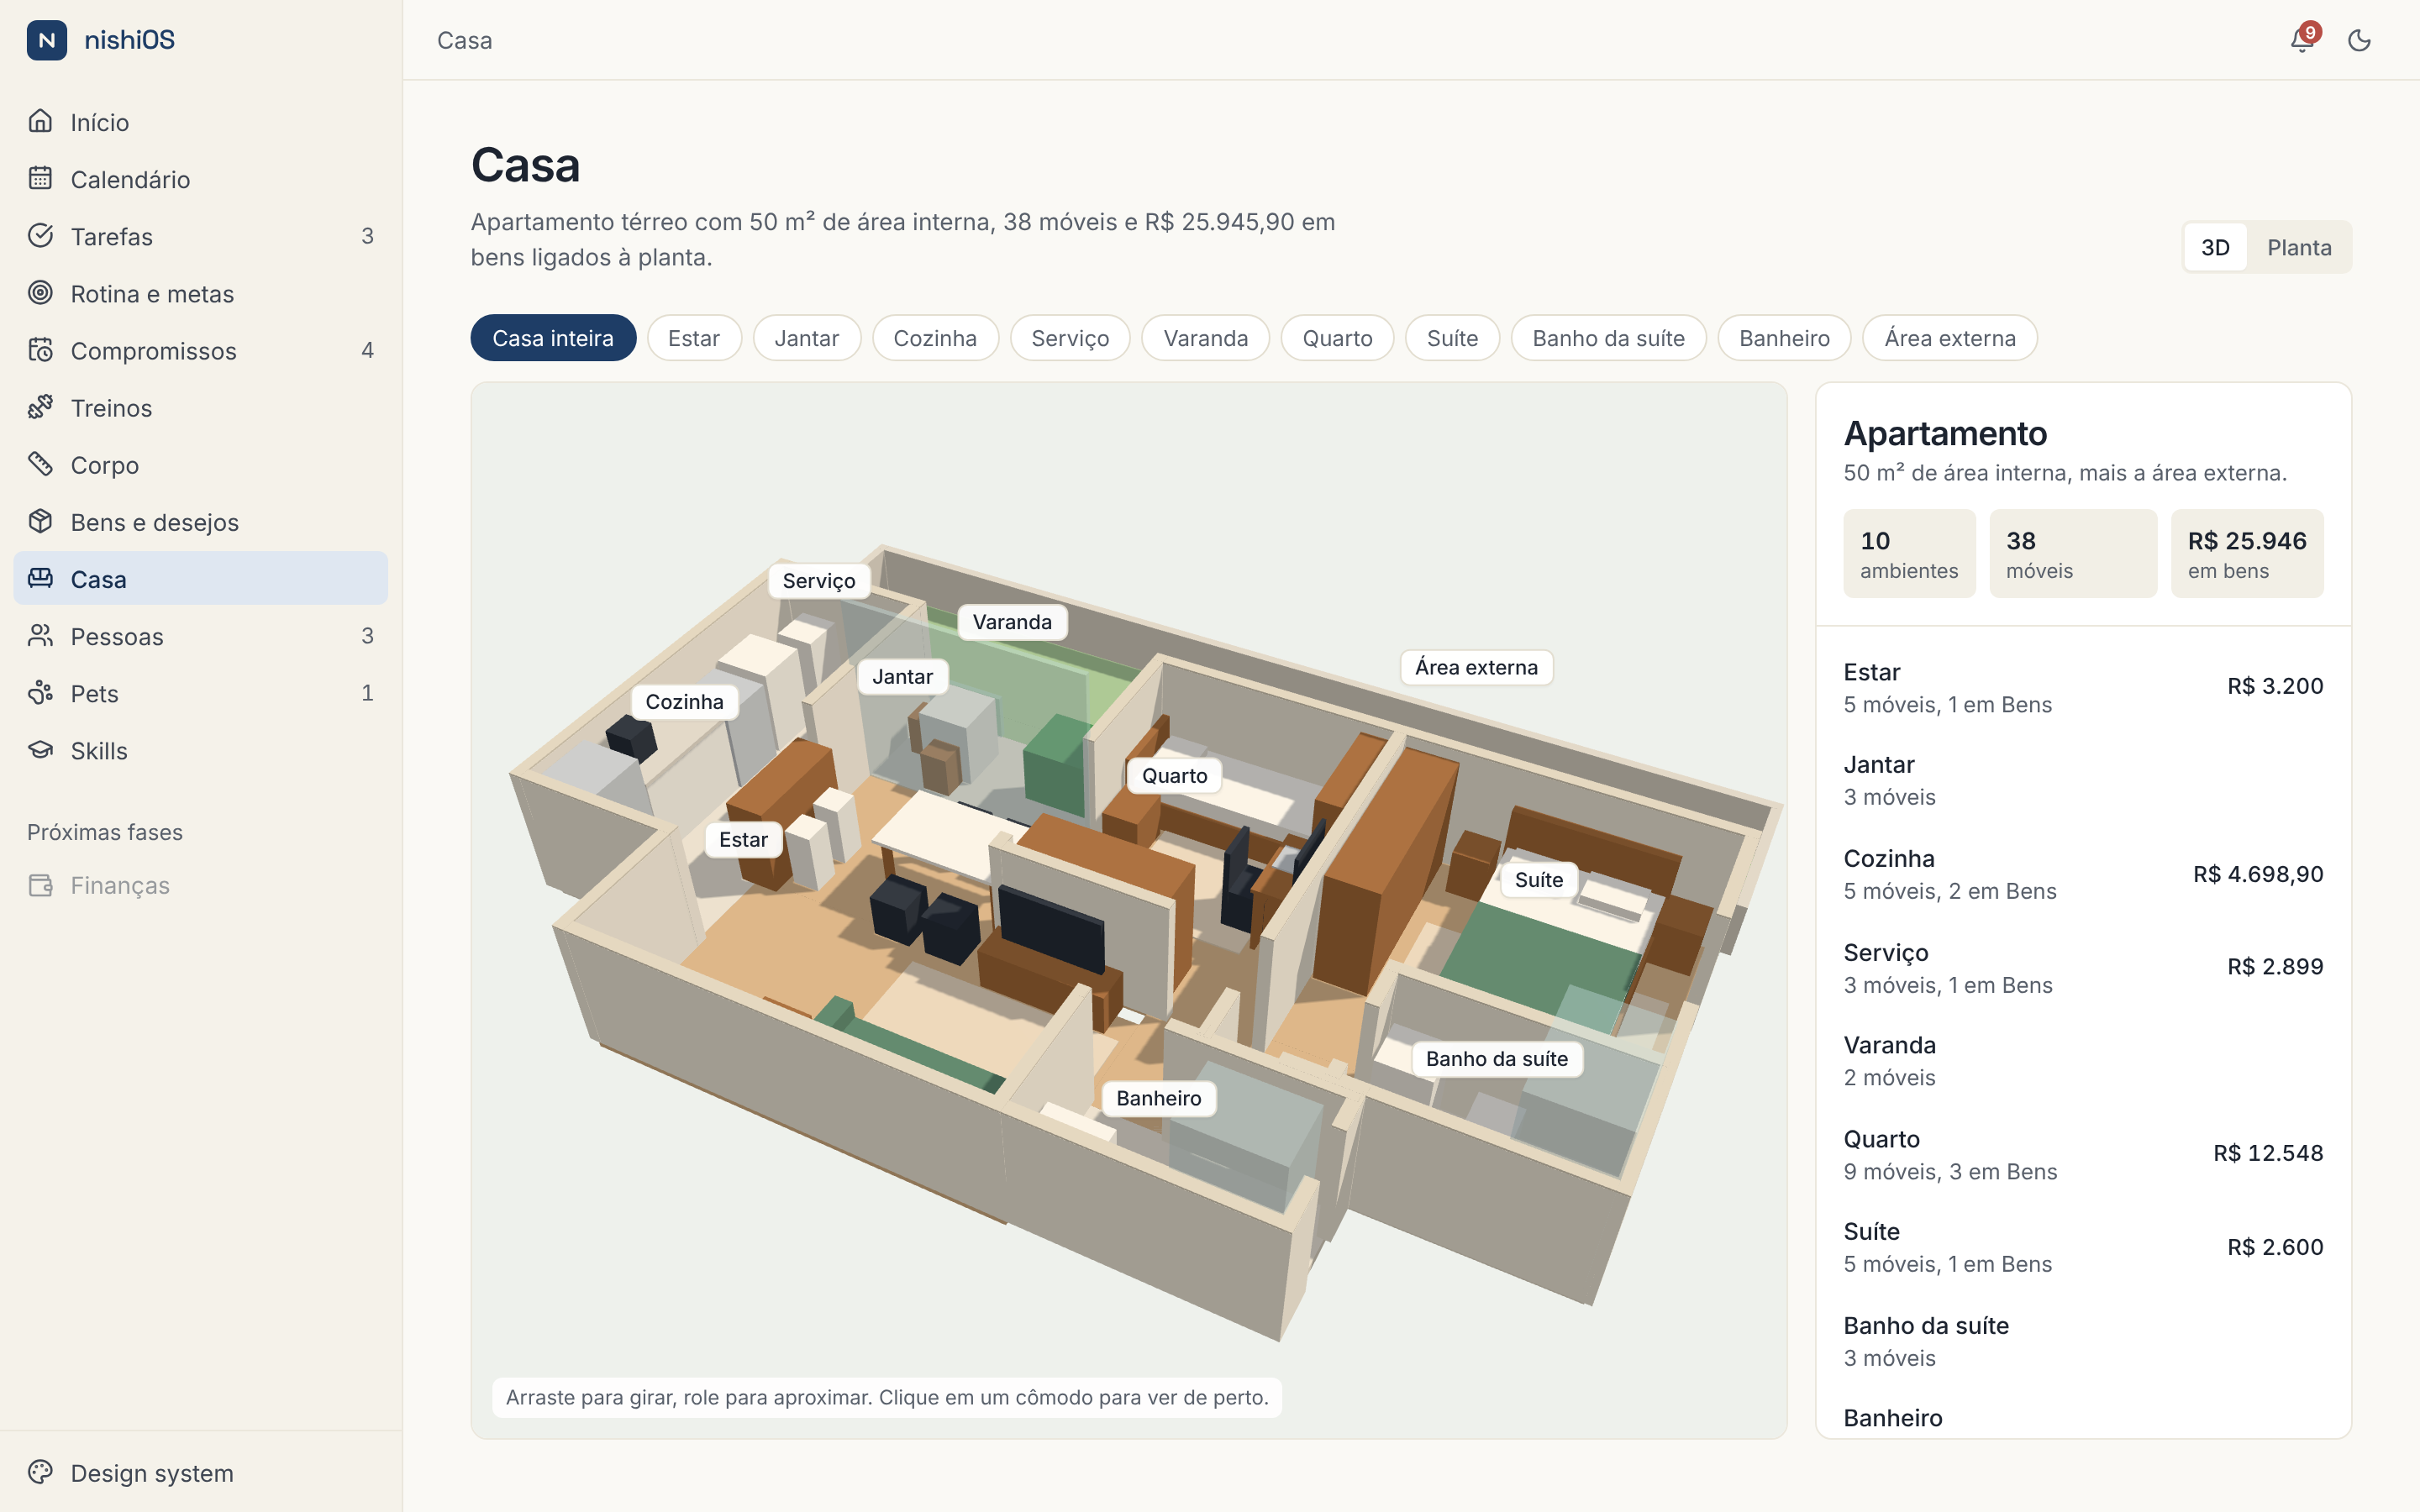 N nishiOS
Início
Calendário
Tarefas 3
Rotina e metas
Compromissos 4
Treinos
Corpo
Bens e desejos
Casa
Pessoas 3
Pets 1
Skills
Próximas fases
Finanças
Design system
Casa
9
Casa
Apartamento térreo com 50 m² de área interna, 38 móveis e R$ 25.945,90 em
bens ligados à planta.
3D Planta
Casa inteira Estar Jantar Cozinha Serviço Varanda Quarto Suíte Banho da suíte Banheiro Área externa
Serviço
Varanda
Área externa
Jantar
Cozinha
Quarto
Estar
Suíte
Banho da suíte
Banheiro
Arraste para girar, role para aproximar. Clique em um cômodo para ver de perto.
Apartamento
50 m² de área interna, mais a área externa.
10 38 R$ 25.946
ambientes móveis em bens
Estar
5 móveis, 1 em Bens
R$ 3.200
Jantar
3 móveis
Cozinha
5 móveis, 2 em Bens
R$ 4.698,90
Serviço
3 móveis, 1 em Bens
R$ 2.899
Varanda
2 móveis
Quarto
9 móveis, 3 em Bens
R$ 12.548
Suíte
5 móveis, 1 em Bens
R$ 2.600
Banho da suíte
3 móveis
Banheiro